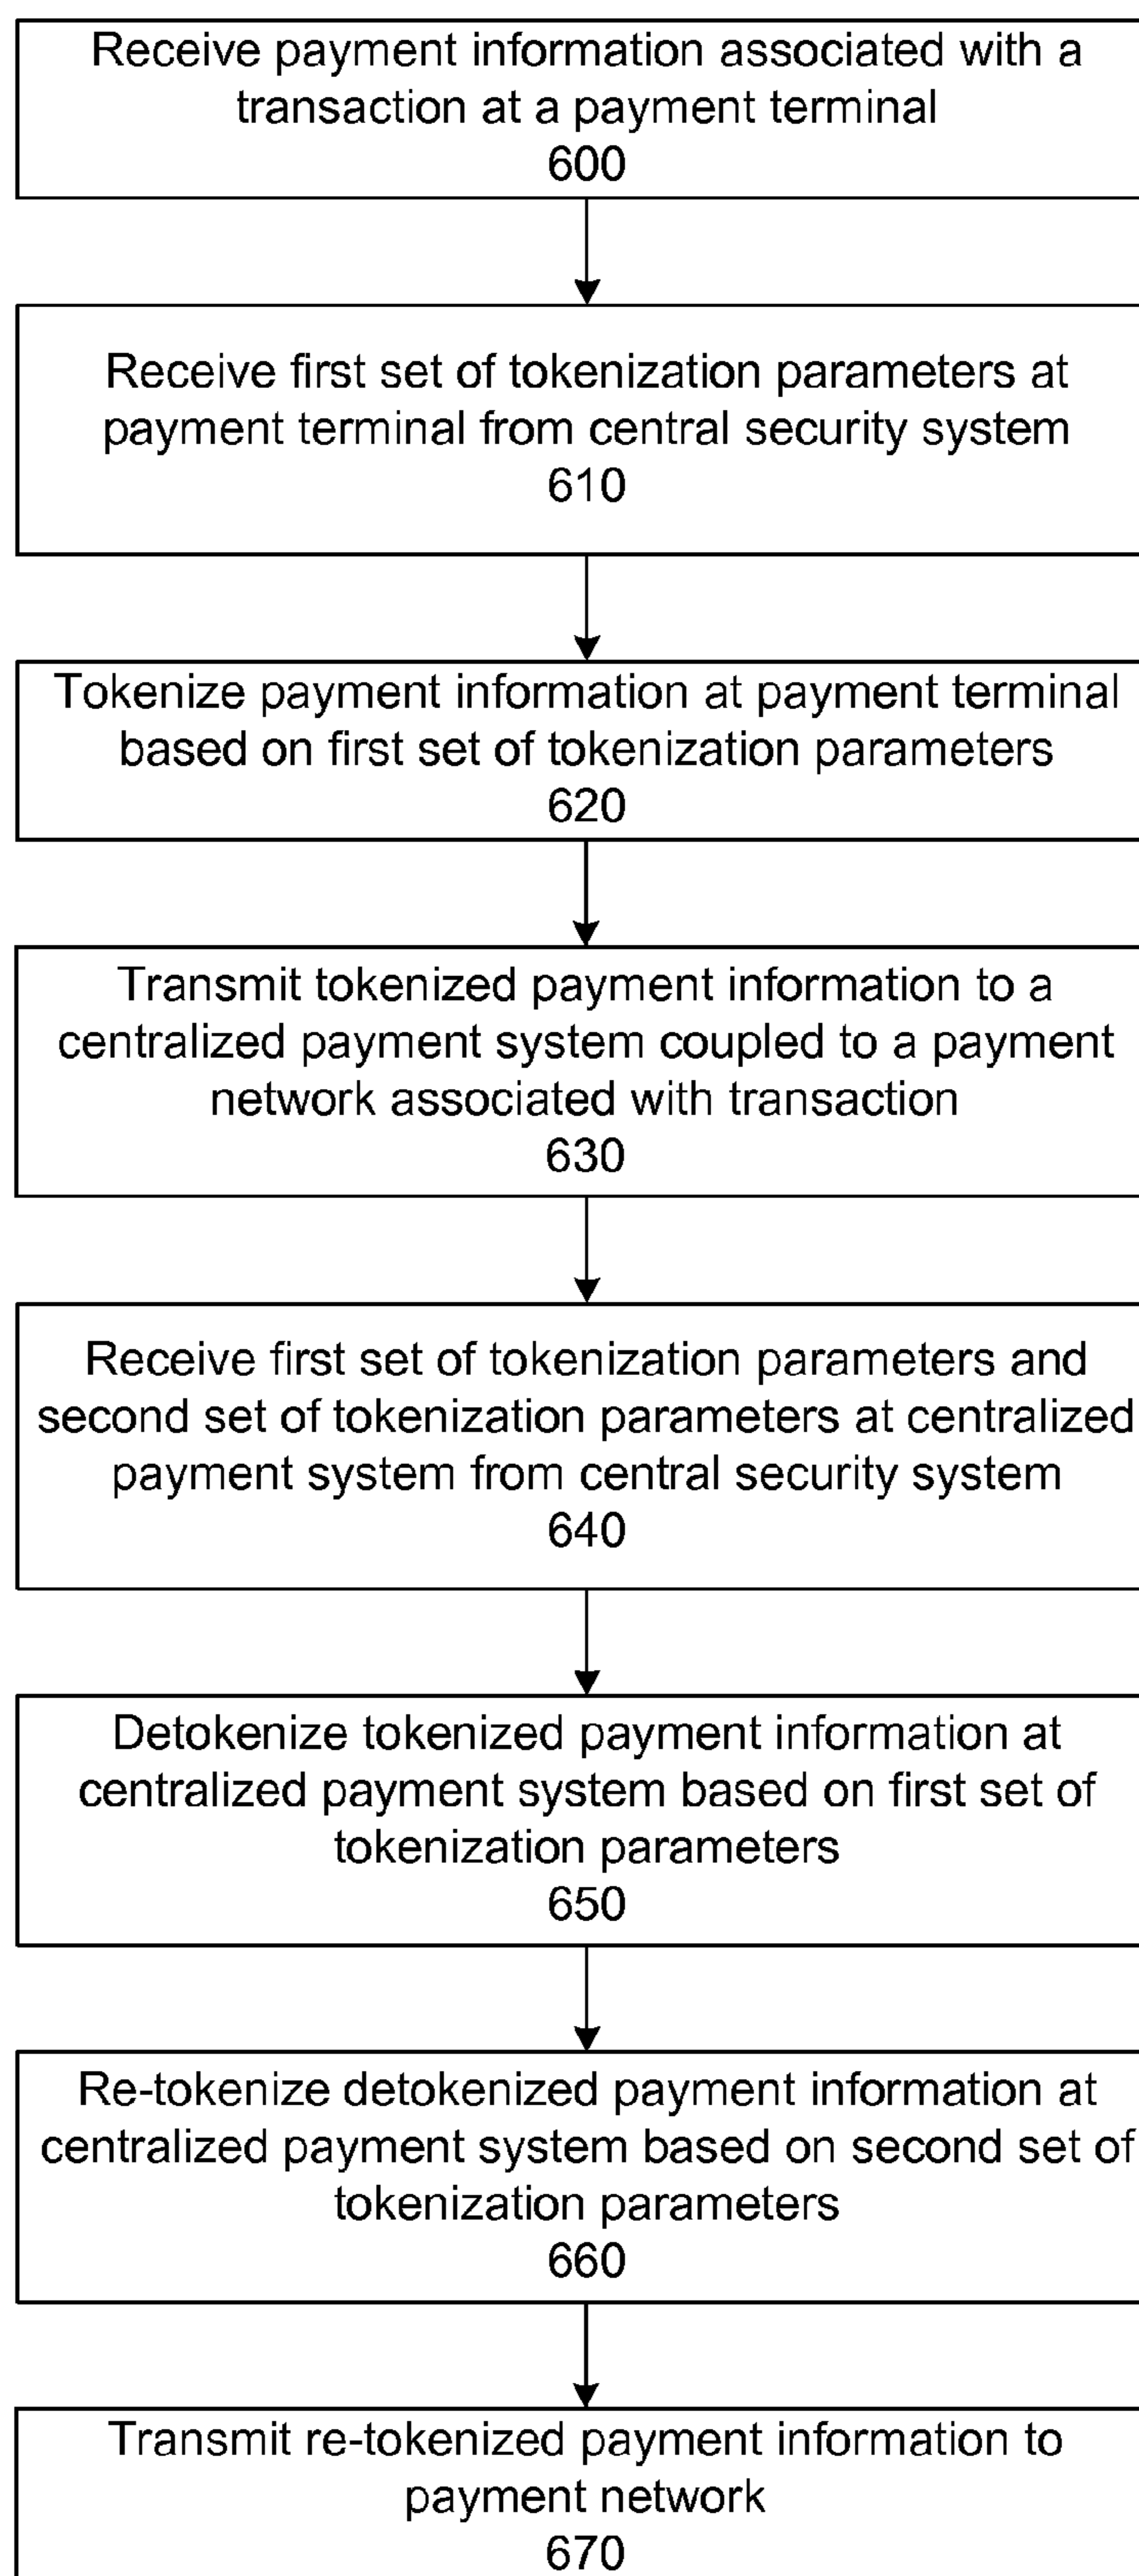 Receive payment information associated with a
transaction at a payment terminal
600
Receive first set of tokenization parameters at
payment terminal from central security system
610
Tokenize payment information at payment terminal
based on first set of tokenization parameters
620
Transmit tokenized payment information to a
centralized payment system coupled to a payment
network associated with transaction
630
Receive first set of tokenization parameters and
second set of tokenization parameters at centralized
payment system from central security system
640
Detokenize tokenized payment information at
centralized payment system based on first set of
tokenization parameters
650
Re-tokenize detokenized payment information at
centralized payment system based on second set of
tokenization parameters
660
Transmit re-tokenized payment information to
payment network
670